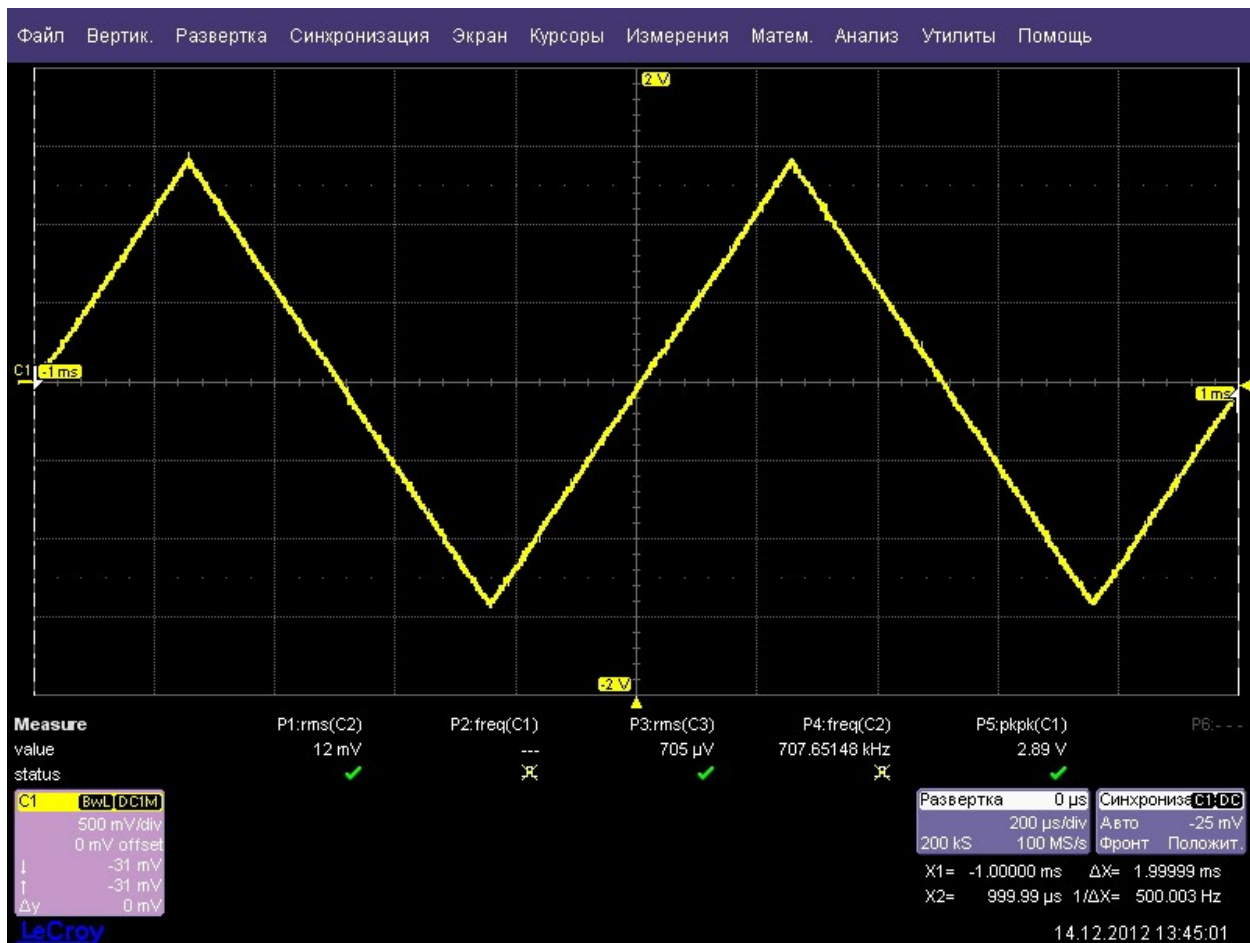 Файл Вертик. Развертка Синхронизация Экран Курсоры Измерения Матем. Анализ Утилиты Помощь
2 V
C1 -1 ms
1 ms
-2 V
Measure P1:rms(C2) P2:freq(C1) P3:rms(C3) P4:freq(C2) P5:pkpk(C1) P6:- - -
value 12 mV --- 705 µV 707.65148 kHz 2.89 V
status
C1 BwL DC1M
500 mV/div
0 mV offset
↓ -31 mV
↑ -31 mV
Δy 0 mV
Развертка 0 µs
200 µs/div
200 kS 100 MS/s
Синхрониза C1 DC
Авто -25 mV
Фронт Положит.
X1= -1.00000 ms ΔX= 1.99999 ms
X2= 999.99 µs 1/ΔX= 500.003 Hz
LeCroy
14.12.2012 13:45:01